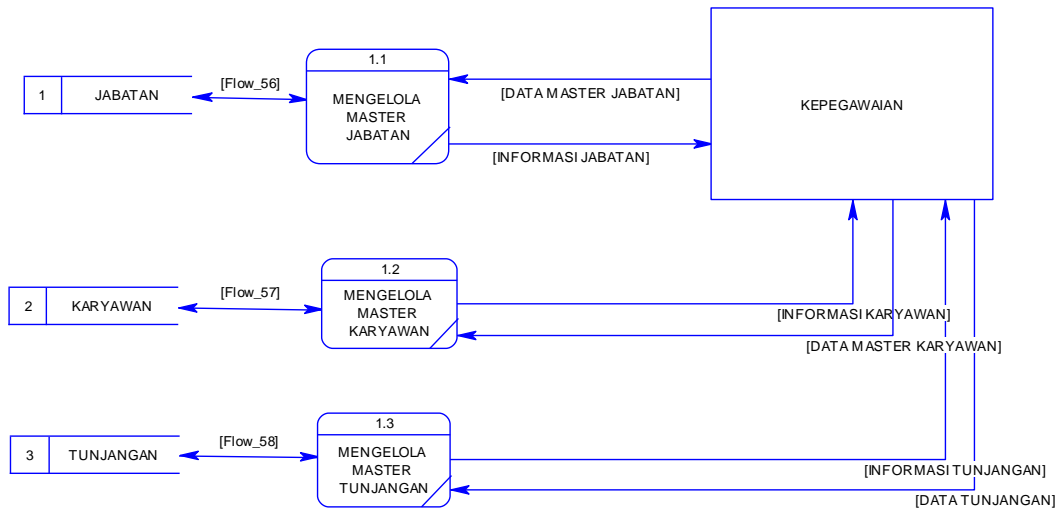 1.1
1 JABATAN
[Flow_56]
MENGELOLA
MASTER
JABATAN
[DATA MASTER JABATAN]
[INFORMASI JABATAN]
KEPEGAWAIAN
1.2
2 KARYAWAN
[Flow_57]
MENGELOLA
MASTER
KARYAWAN
[INFORMASI KARYAWAN]
[DATA MASTER KARYAWAN]
1.3
3 TUNJANGAN
[Flow_58]
MENGELOLA
MASTER
TUNJANGAN
[INFORMASI TUNJANGAN]
[DATA TUNJANGAN]